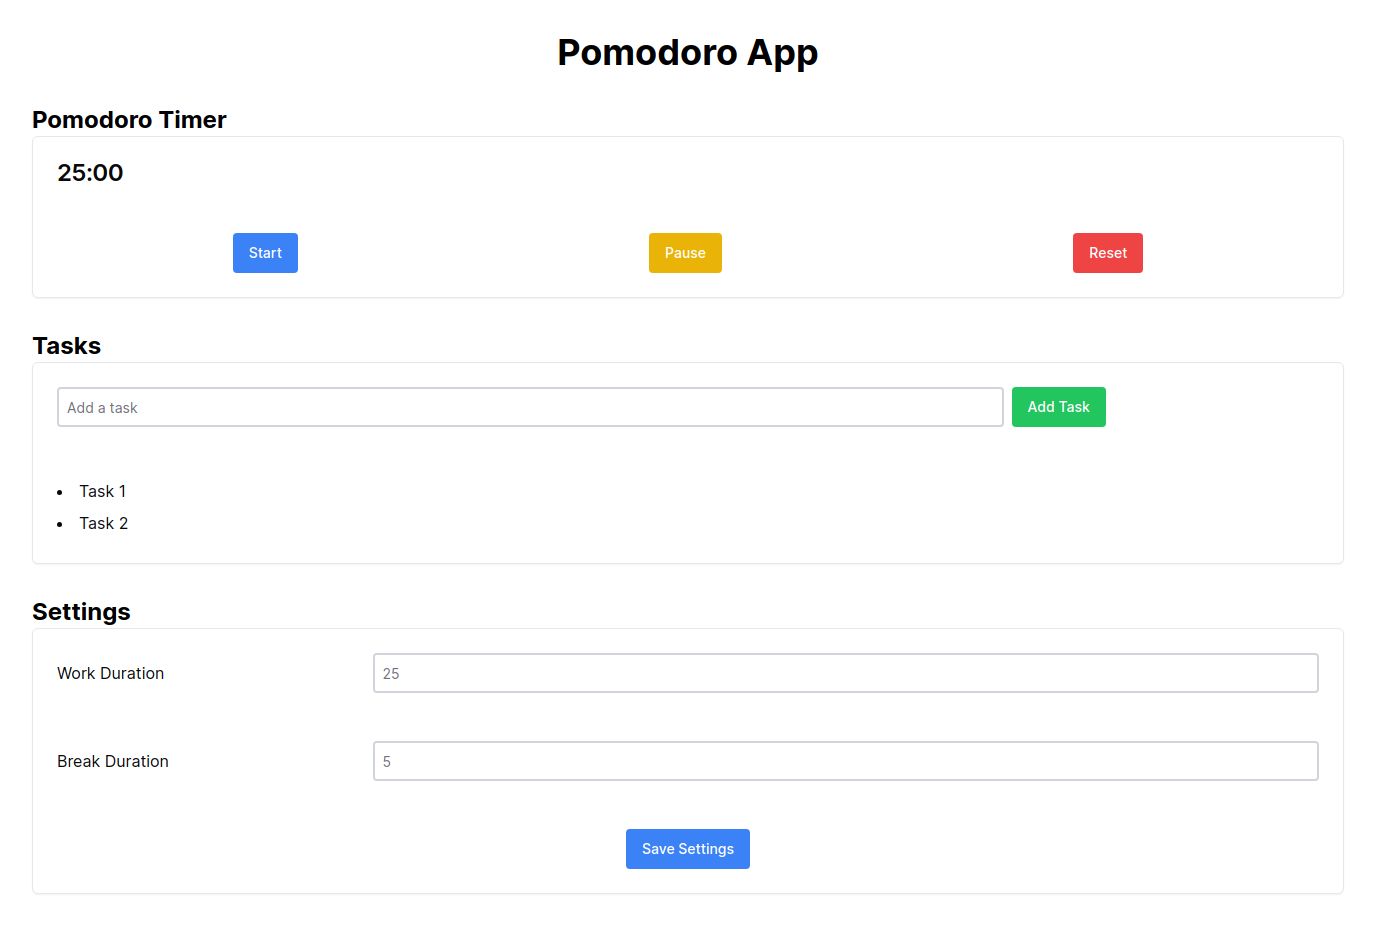 Pomodoro App
Pomodoro Timer
25:00
Start Pause Reset
Tasks
Add a task Add Task
Task 1
Task 2
Settings
Work Duration 25
Break Duration 5
Save Settings